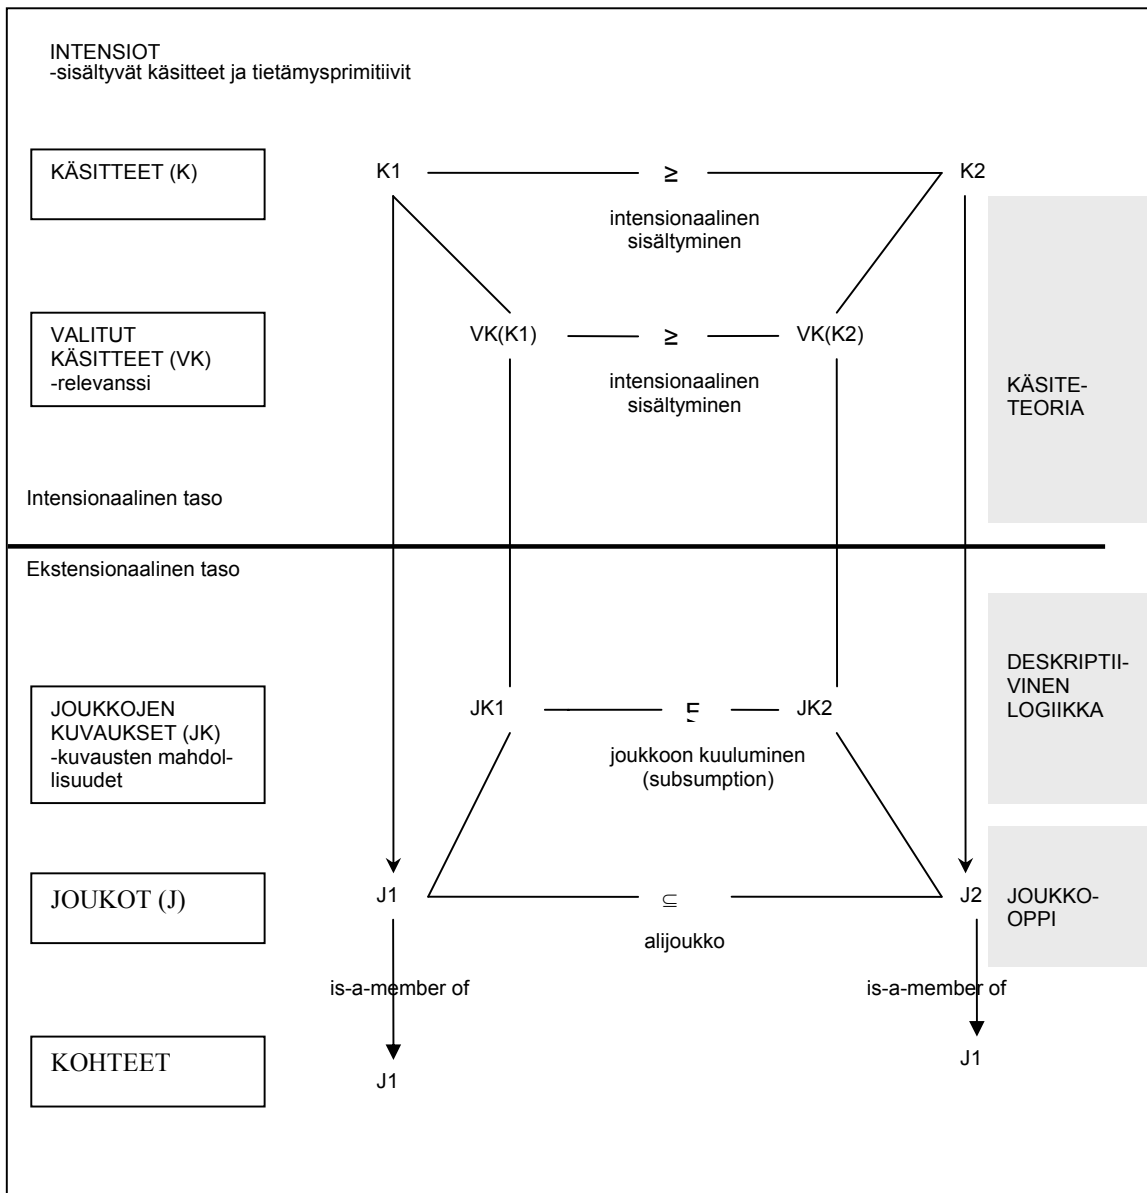 INTENSIOT
-sisältyvät käsitteet ja tietämysprimitiivit
KÄSITTEET (K)
K1
≥
K2
intensionaalinen
sisältyminen
VALITUT
KÄSITTEET (VK)
-relevanssi
VK(K1)
≥
VK(K2)
intensionaalinen
sisältyminen
KÄSITE-
TEORIA
Intensionaalinen taso
Ekstensionaalinen taso
DESKRIPTII-
VINEN
LOGIIKKA
JOUKKOJEN
KUVAUKSET (JK)
-kuvausten mahdol-
lisuudet
JK1
JK2
joukkoon kuuluminen
(subsumption)
JOUKOT (J)
J1
⊆
J2
alijoukko
JOUKKO-
OPPI
is-a-member of
is-a-member of
KOHTEET
J1
J1